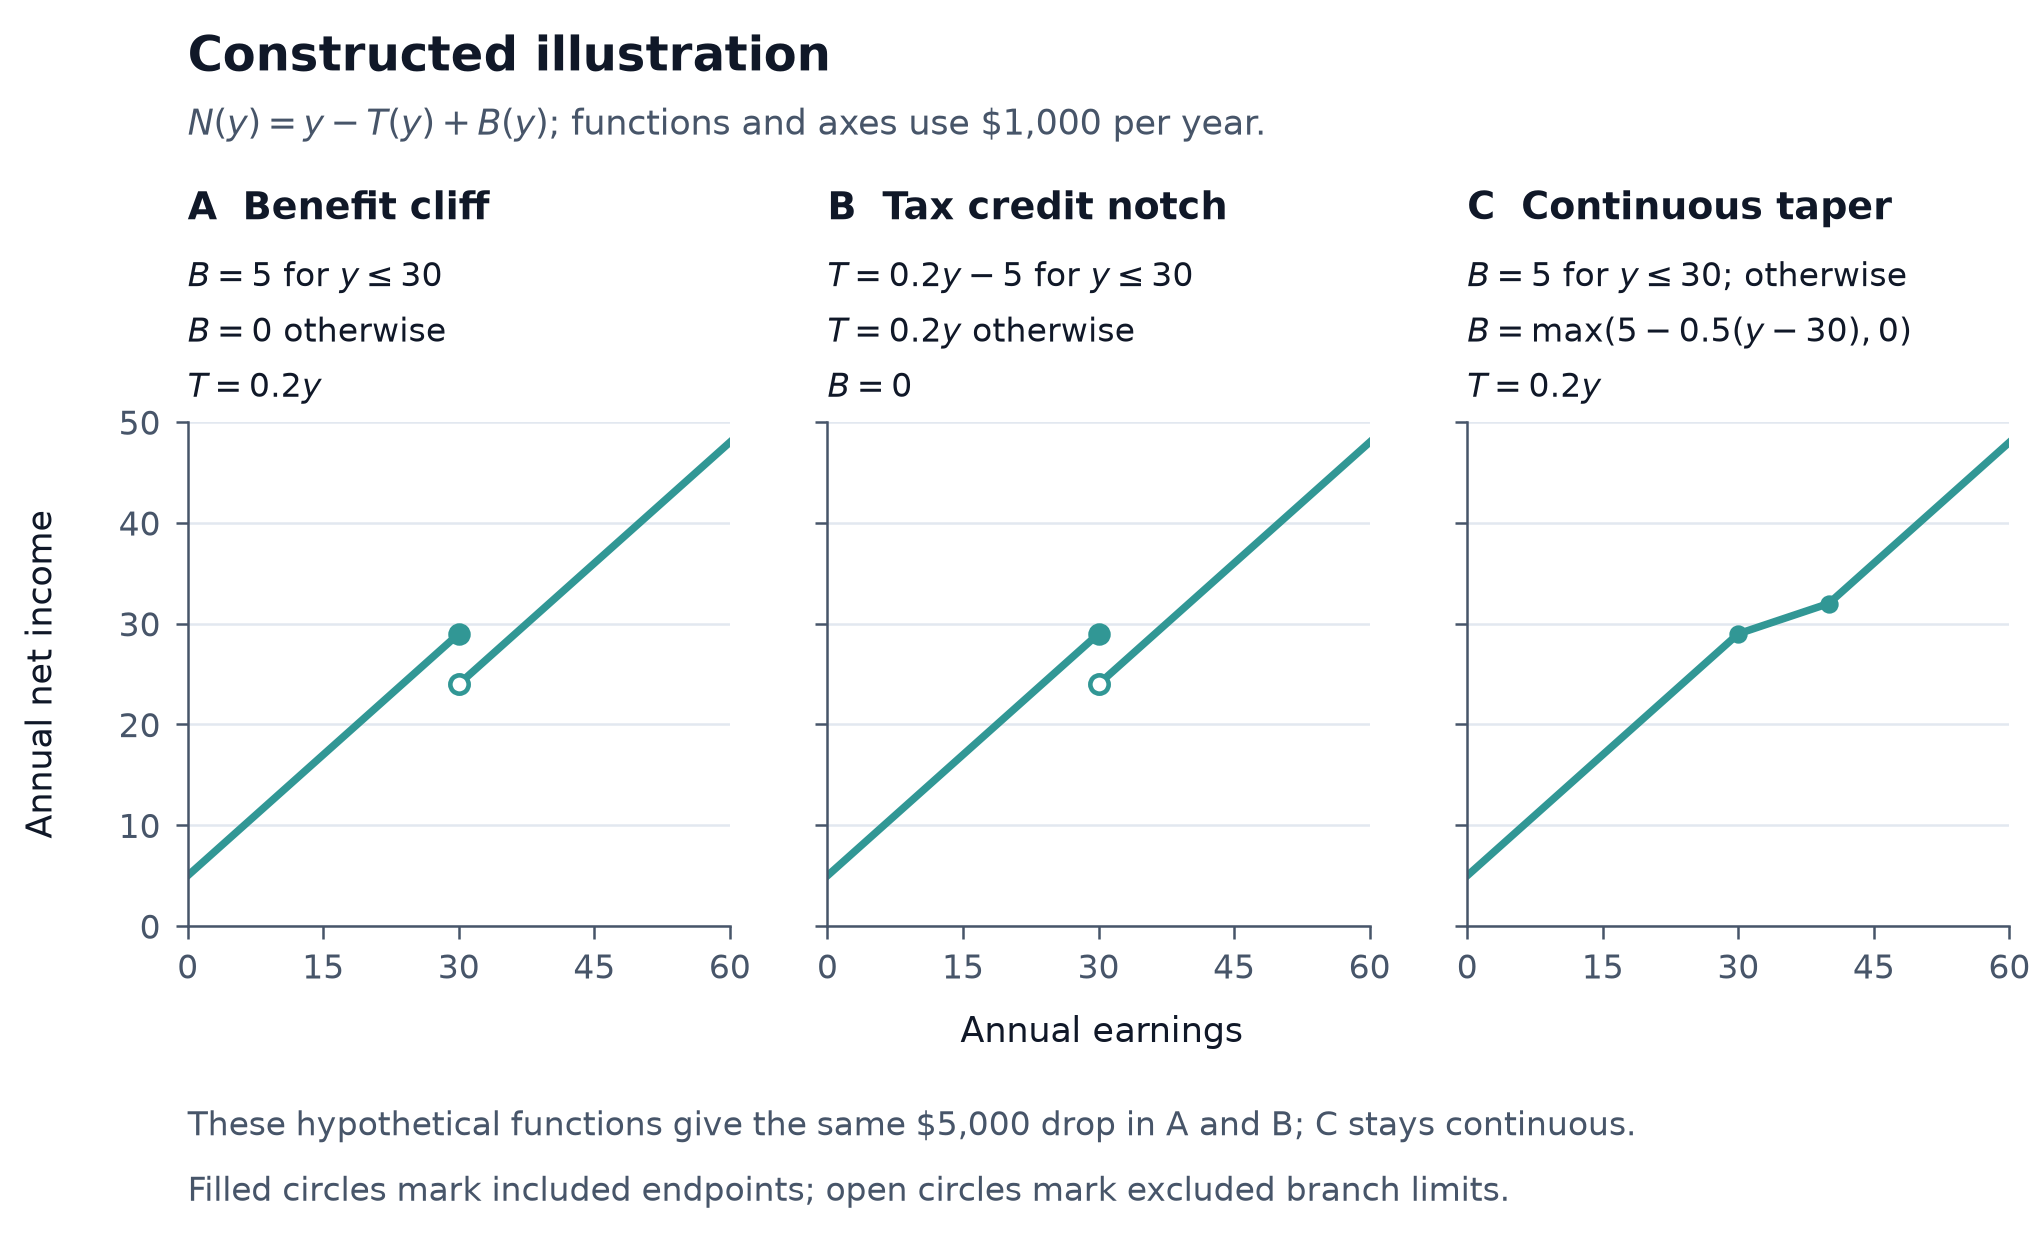 Constructed illustration
N(y) = y − T(y) + B(y); functions and axes use $1,000 per year.
A Benefit cliff
B = 5 for y ≤ 30
B = 0 otherwise
T = 0.2y
B Tax credit notch
T = 0.2y − 5 for y ≤ 30
T = 0.2y otherwise
B = 0
C Continuous taper
B = 5 for y ≤ 30; otherwise
B = max(5 − 0.5(y − 30), 0)
T = 0.2y
Annual net income
50
40
30
20
10
0
0 15 30 45 60
0 15 30 45 60
0 15 30 45 60
Annual earnings
These hypothetical functions give the same $5,000 drop in A and B; C stays continuous.
Filled circles mark included endpoints; open circles mark excluded branch limits.